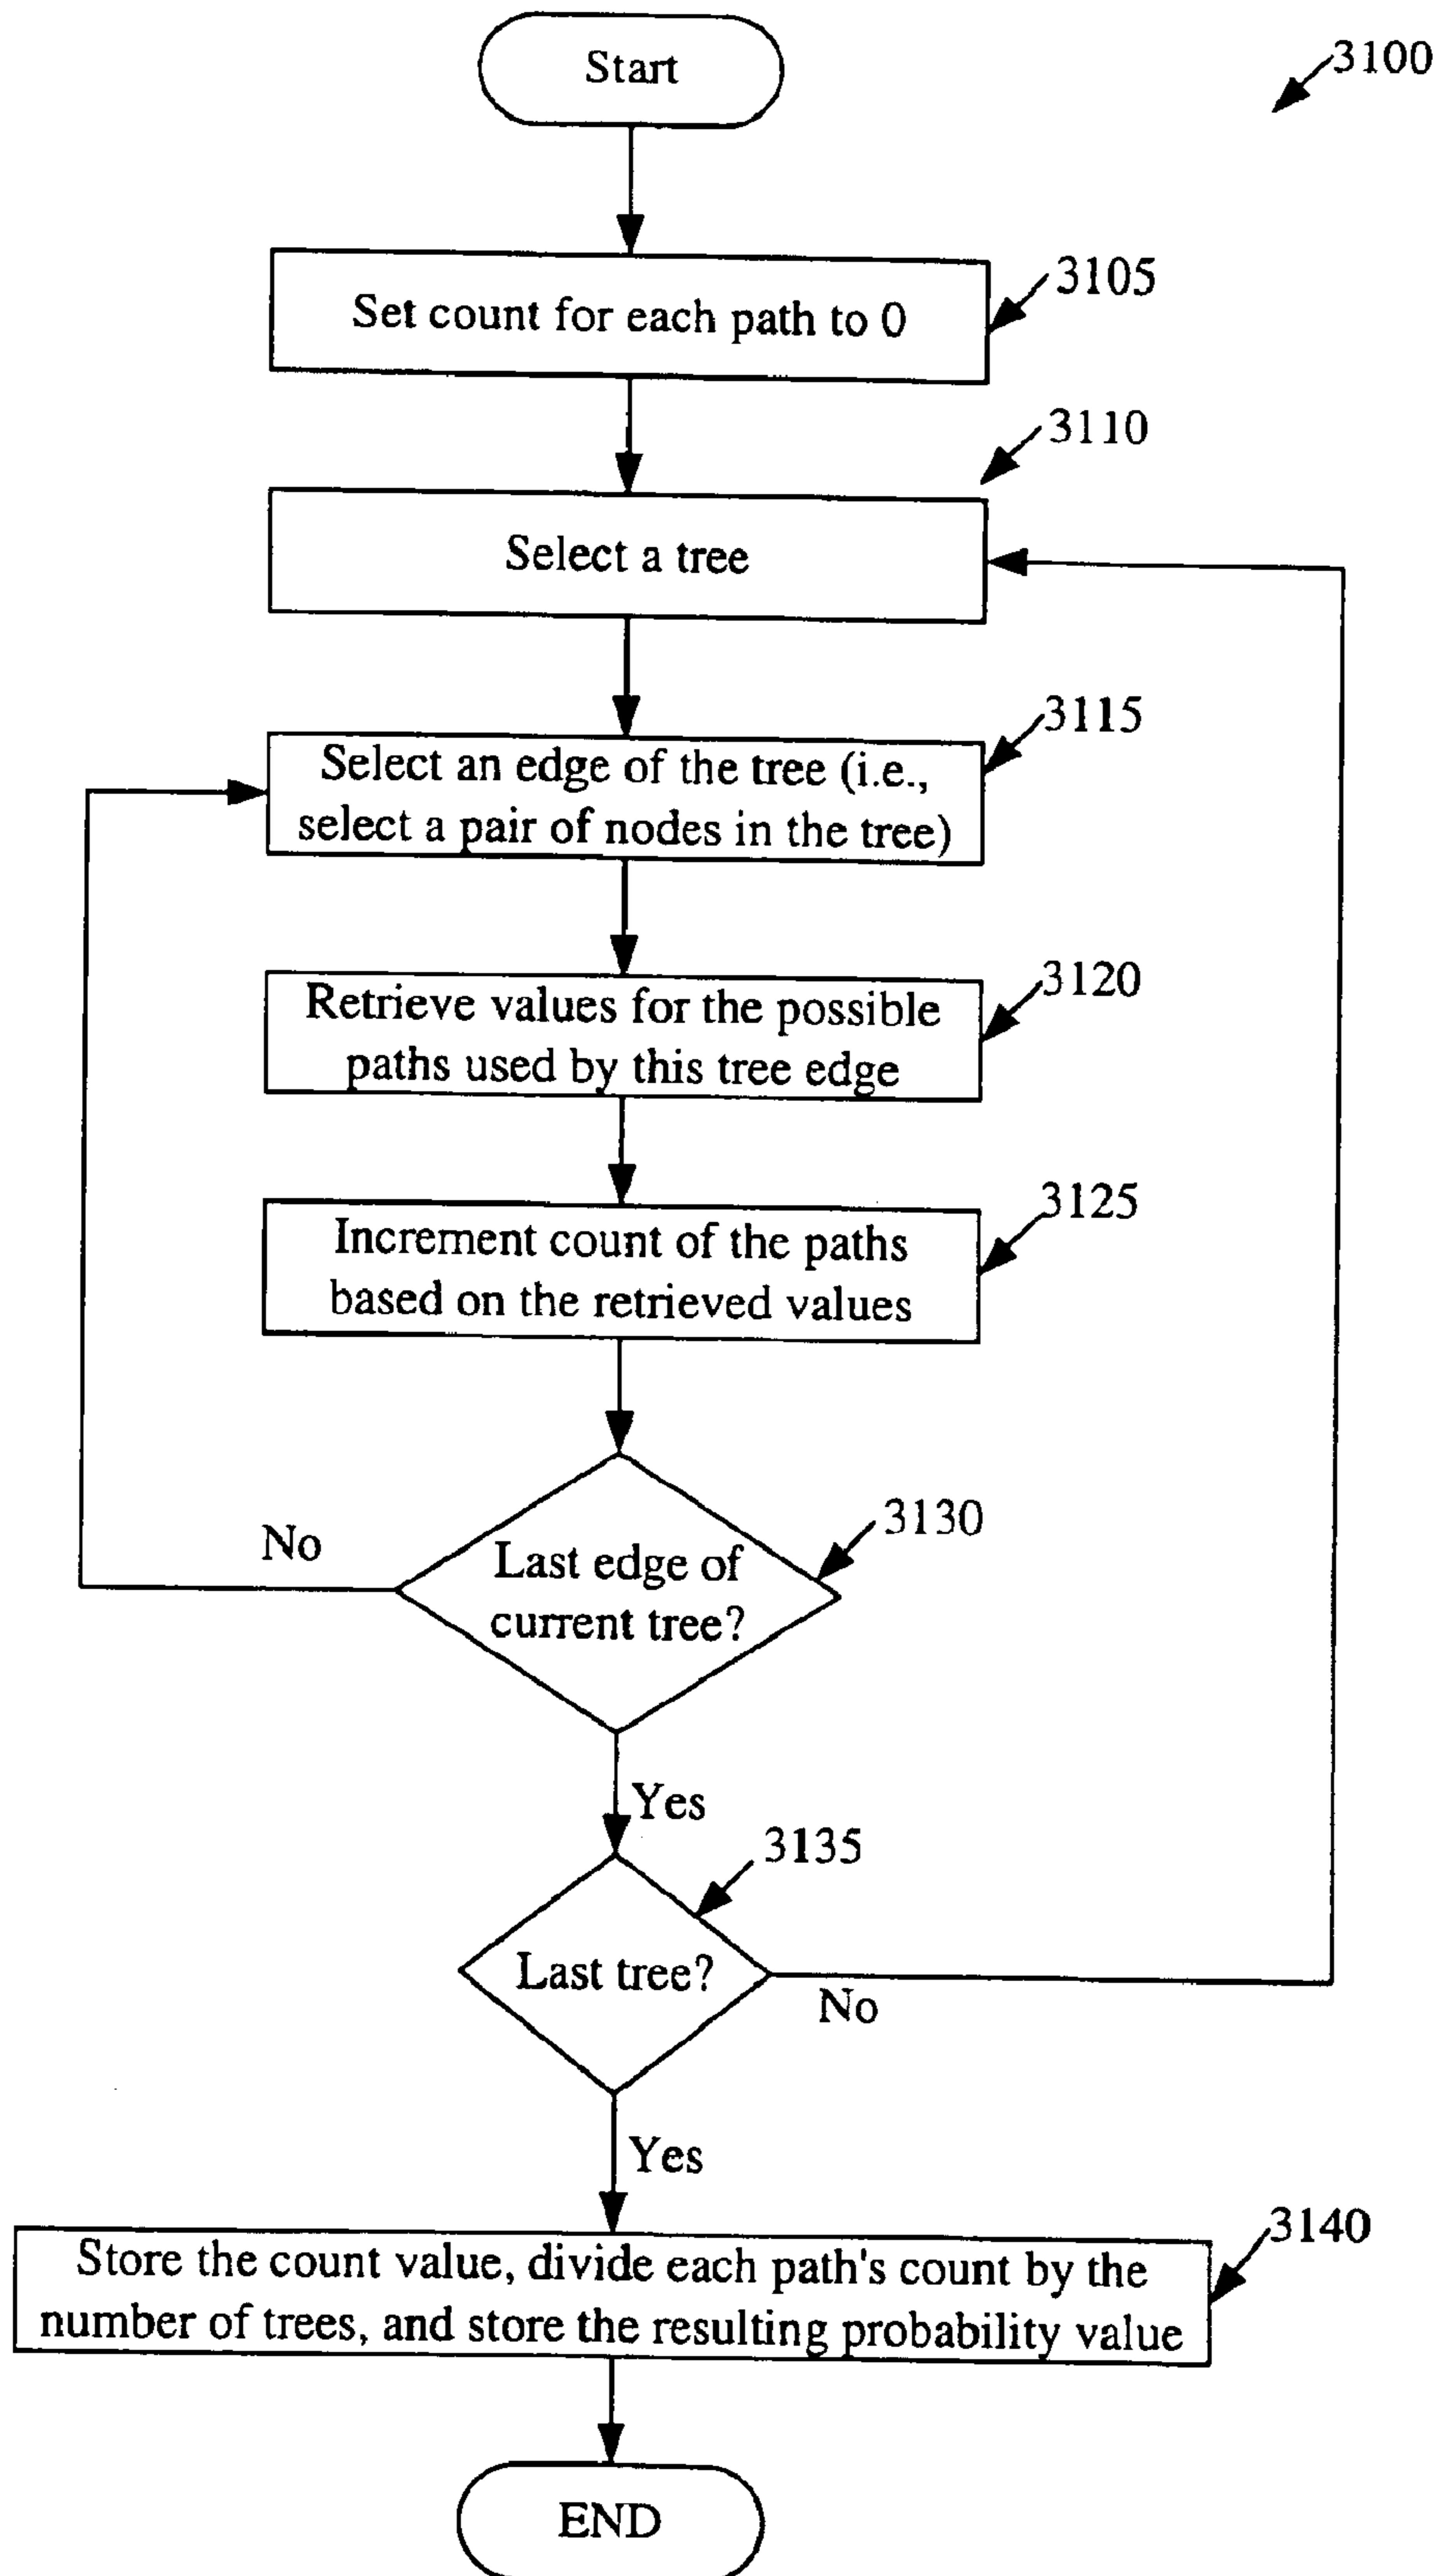 Start
3100
Set count for each path to 0
3105
3110
Select a tree
3115
Select an edge of the tree (i.e.,
select a pair of nodes in the tree)
3120
Retrieve values for the possible
paths used by this tree edge
3125
Increment count of the paths
based on the retrieved values
3130
No
Last edge of
current tree?
Yes
3135
Last tree?
No
Yes
3140
Store the count value, divide each path's count by the
number of trees, and store the resulting probability value
END